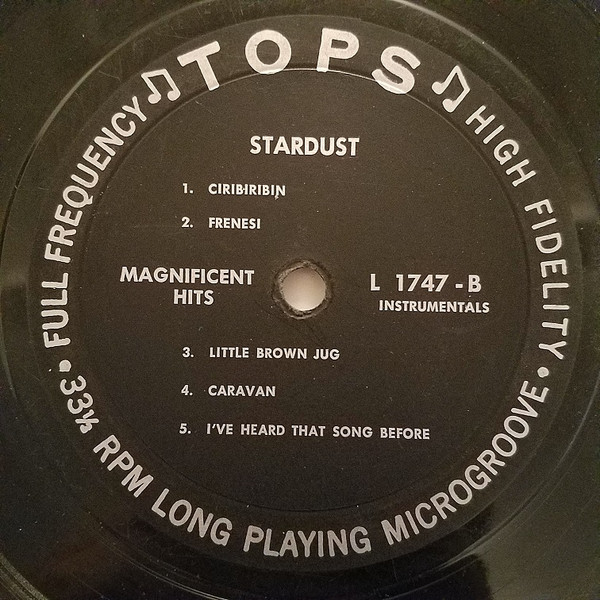 ♫ TOPS ♫
HIGH FIDELITY • 33⅓ RPM LONG PLAYING MICROGROOVE • FULL FREQUENCY
STARDUST
1. CIRIBIRIBIN
2. FRENESI
MAGNIFICENT
HITS
L 1747-B
INSTRUMENTALS
3. LITTLE BROWN JUG
4. CARAVAN
5. I'VE HEARD THAT SONG BEFORE